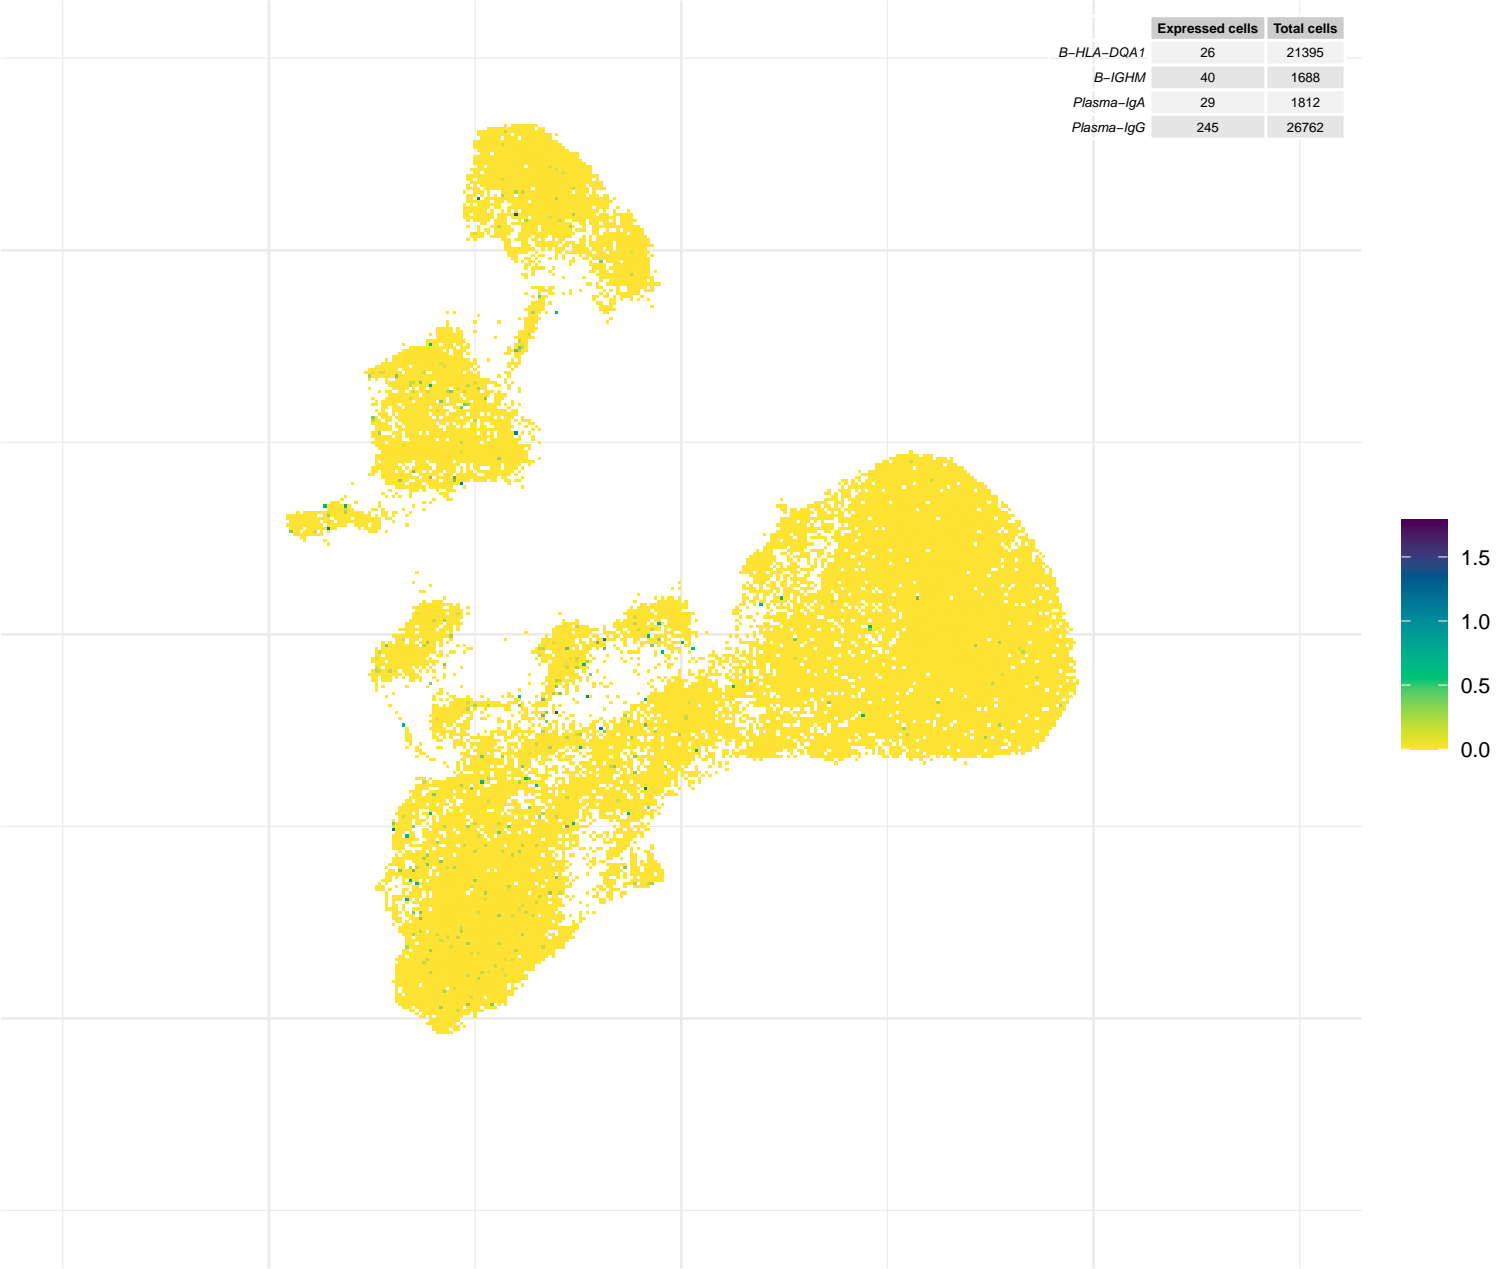 Expressed cells Total cells
B−HLA−DQA1 26 21395
B−IGHM 40 1688
Plasma−IgA 29 1812
Plasma−IgG 245 26762
1.5
1.0
0.5
0.0